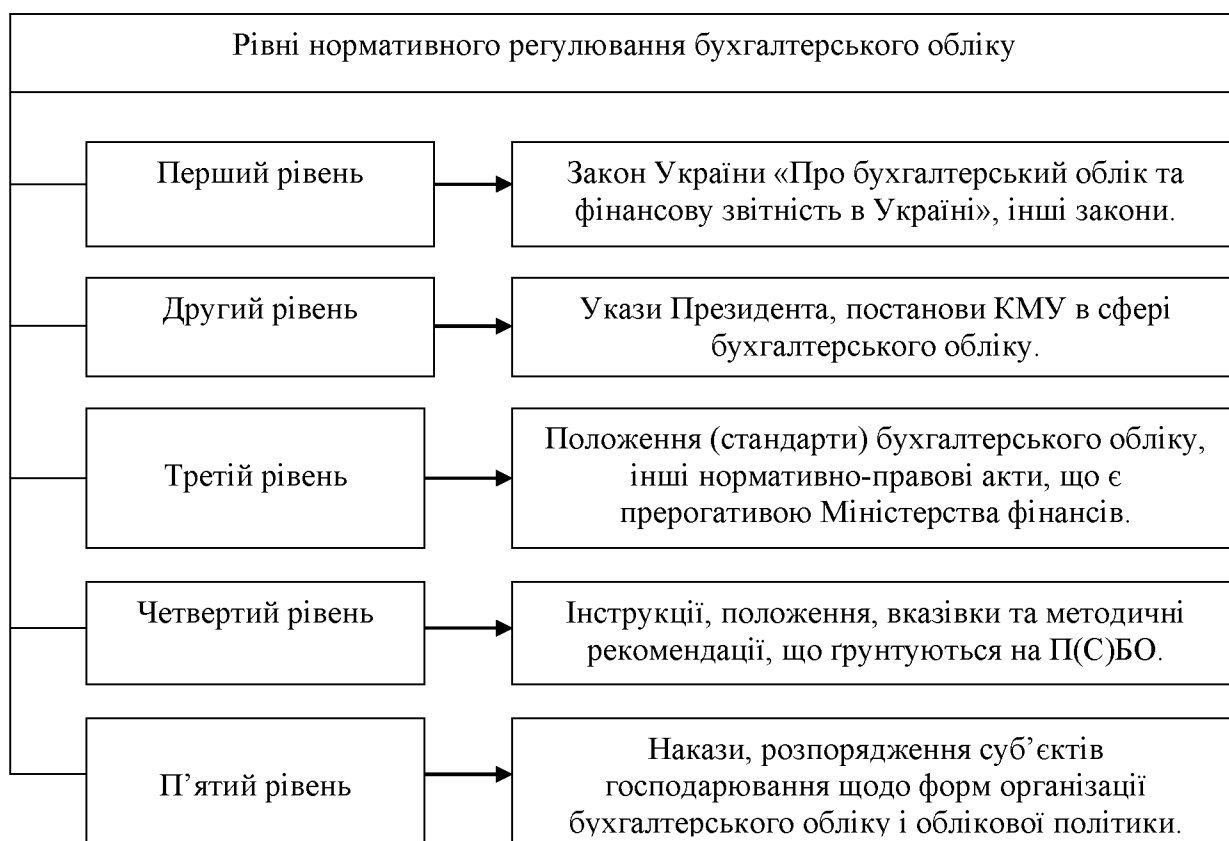 Рівні нормативного регулювання бухгалтерського обліку
Перший рівень
Закон України «Про бухгалтерський облік та
фінансову звітність в Україні», інші закони.
Другий рівень
Укази Президента, постанови КМУ в сфері
бухгалтерського обліку.
Третій рівень
Положення (стандарти) бухгалтерського обліку,
інші нормативно-правові акти, що є
прерогативою Міністерства фінансів.
Четвертий рівень
Інструкції, положення, вказівки та методичні
рекомендації, що ґрунтуються на П(С)БО.
П’ятий рівень
Накази, розпорядження суб’єктів
господарювання щодо форм організації
бухгалтерського обліку і облікової політики.